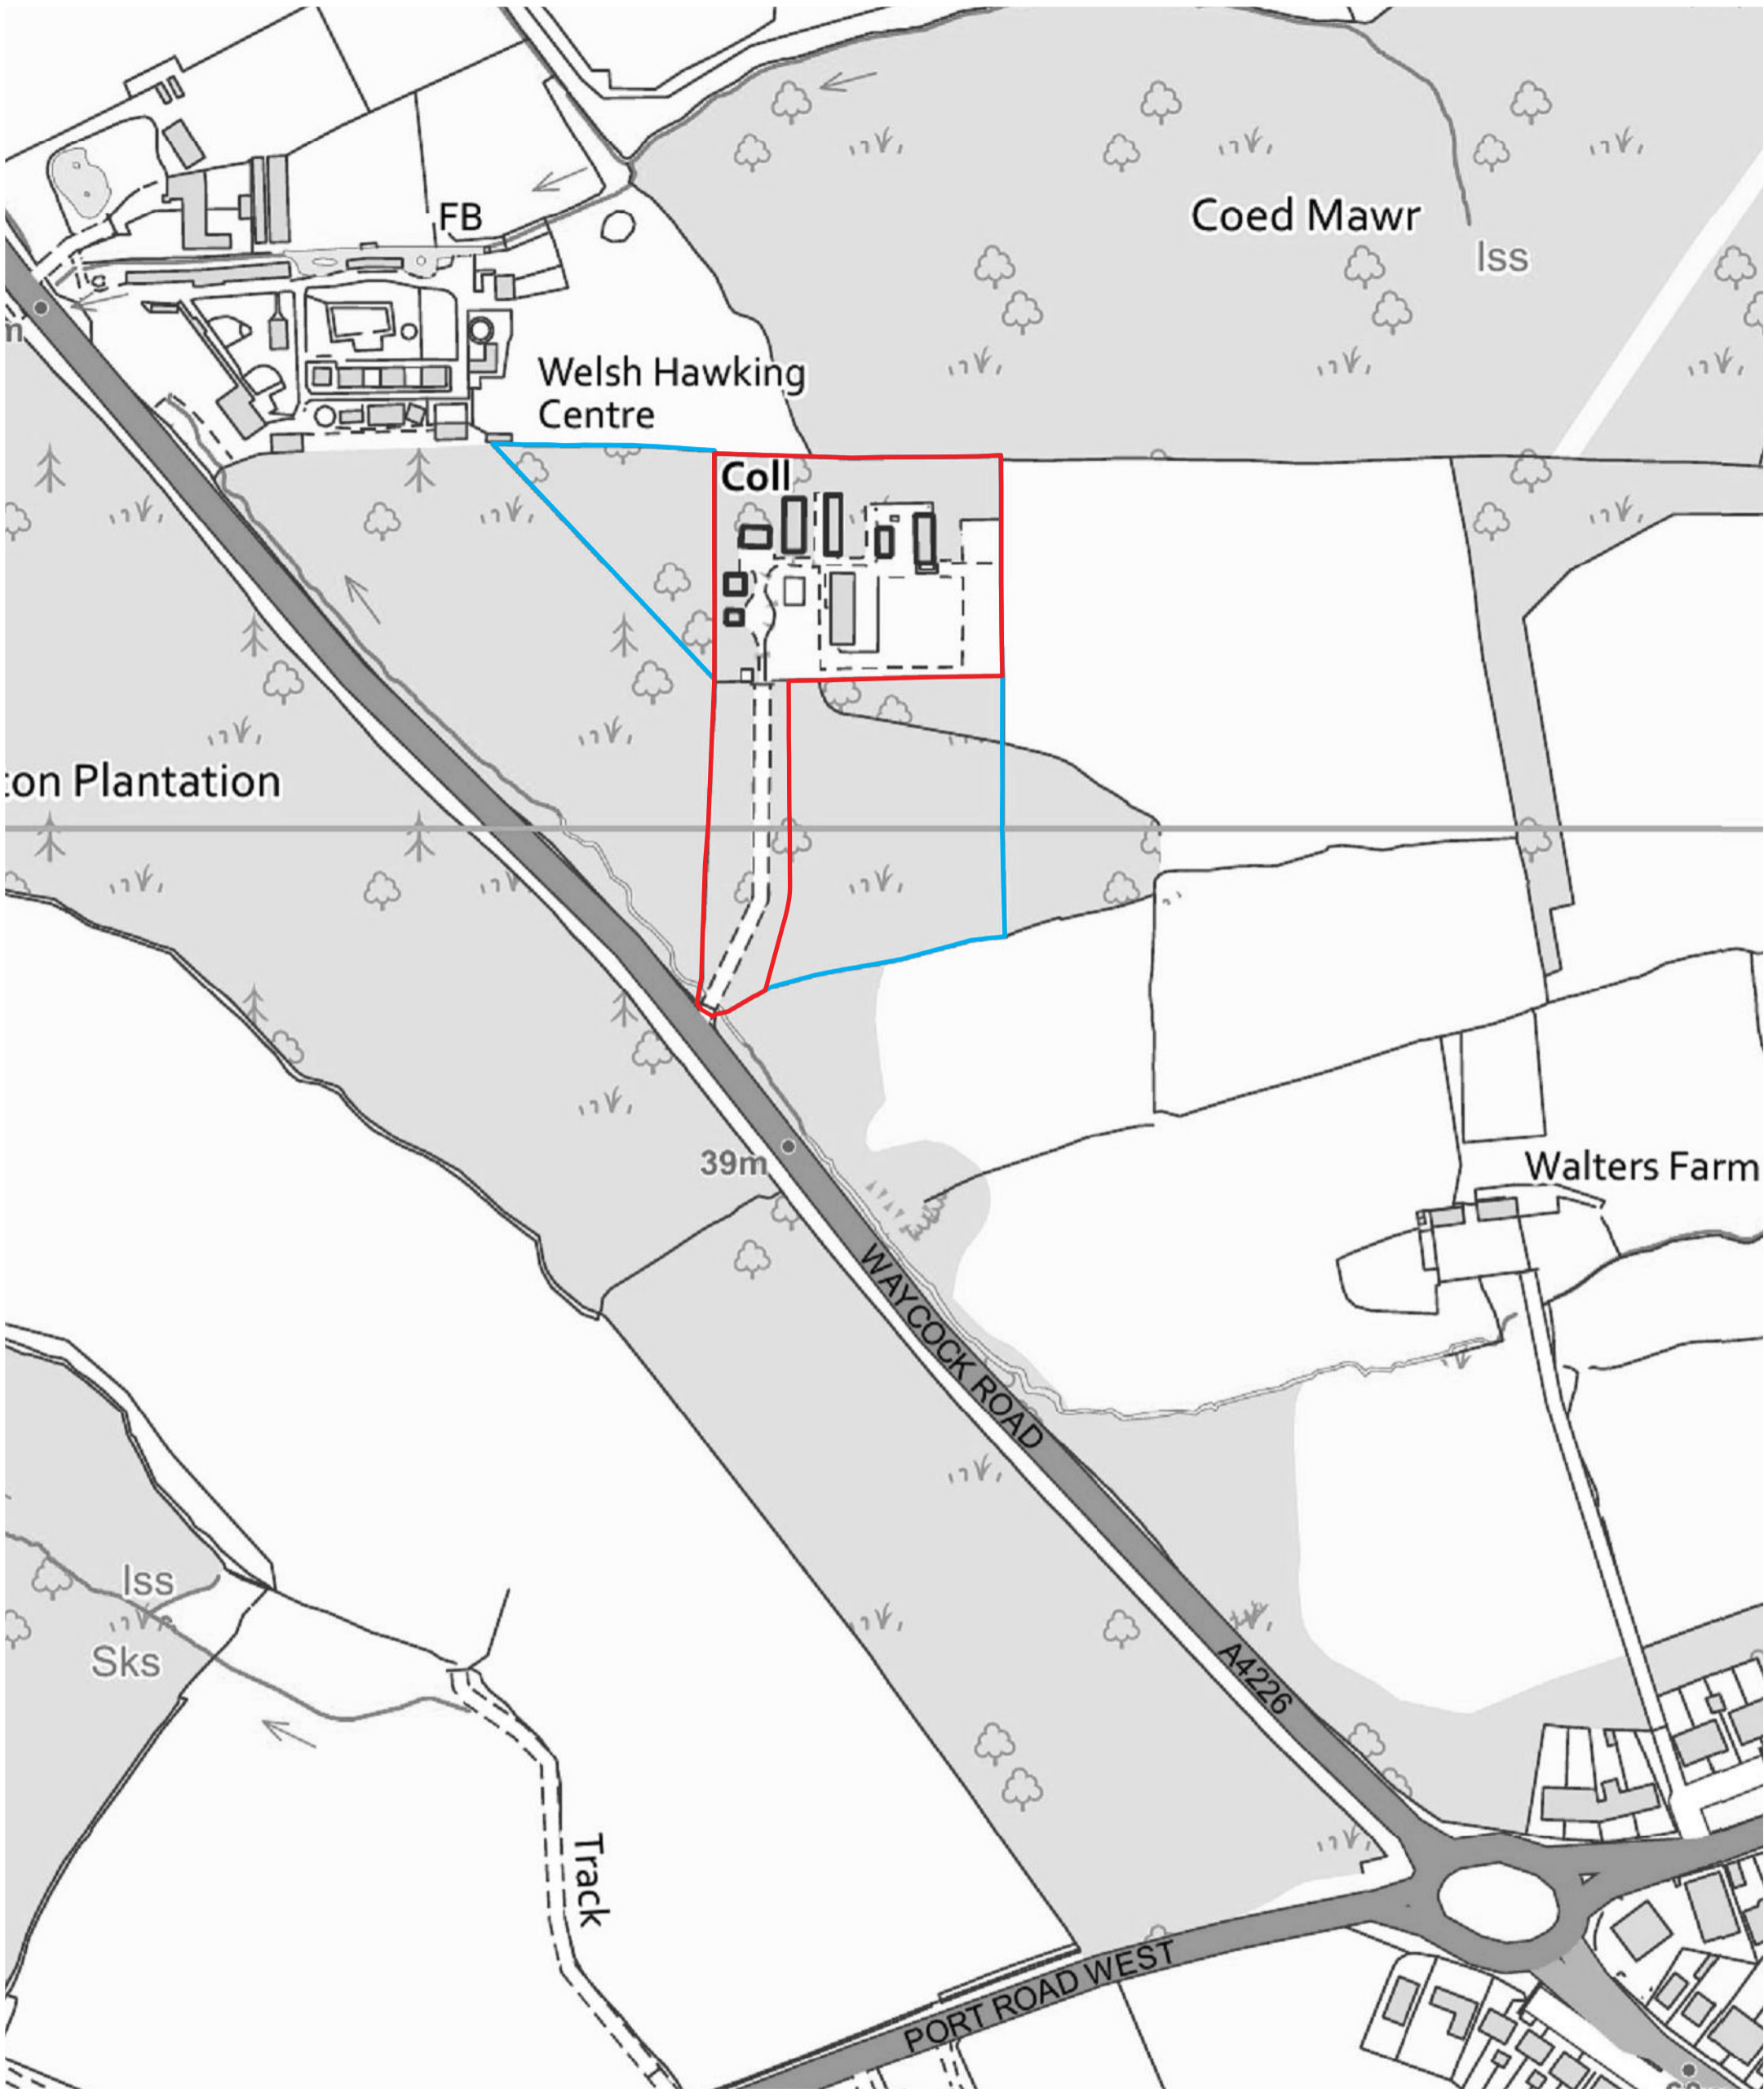 Coed Mawr
FB
Iss
m
Welsh Hawking
Centre
Coll
on Plantation
39m
Walters Farm
WAYCOCK ROAD
Iss
Sks
A4226
Track
PORT ROAD WEST